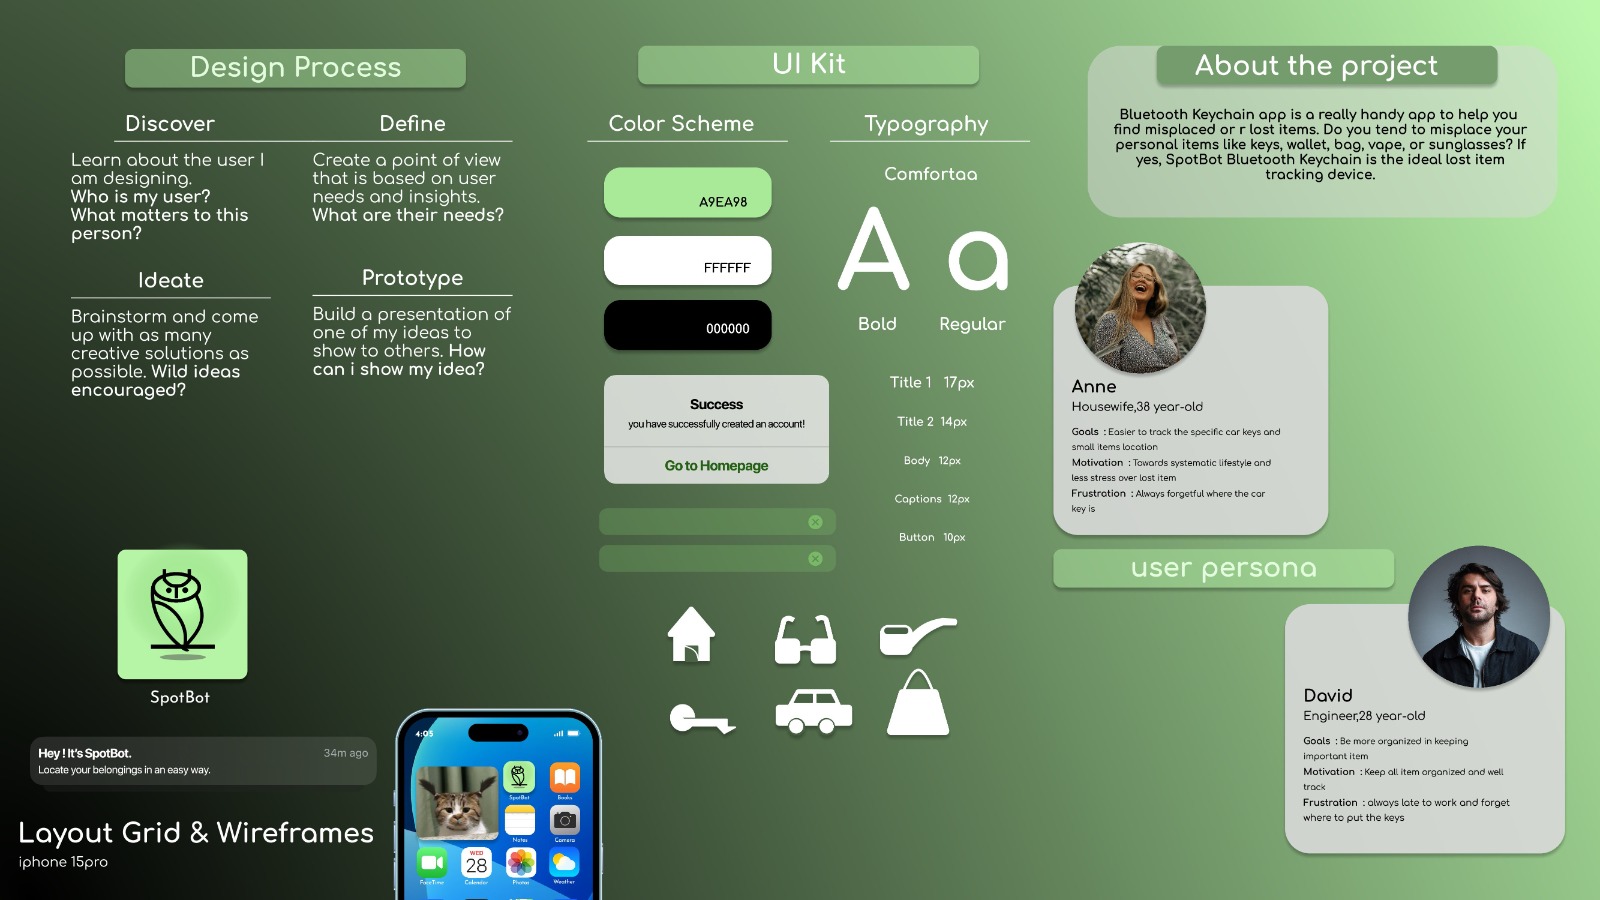 Design Process
Discover
Learn about the user I
am designing.
Who is my user?
What matters to this
person?
Define
Create a point of view
that is based on user
needs and insights.
What are their needs?
Ideate
Brainstorm and come
up with as many
creative solutions as
possible. Wild ideas
encouraged?
Prototype
Build a presentation of
one of my ideas to
show to others. How
can i show my idea?
SpotBot
Hey ! It's SpotBot.
34m ago
Locate your belongings in an easy way.
Layout Grid & Wireframes
iphone 15pro
4:05
SpotBot
Books
Notes
Camera
WED
28
FaceTime
Calendar
Photos
Weather
UI Kit
Color Scheme
A9EA98
FFFFFF
000000
Success
you have successfully created an account!
Go to Homepage
Typography
Comfortaa
A a
Bold
Regular
Title 1 17px
Title 2 14px
Body 12px
Captions 12px
Button 10px
About the project
Bluetooth Keychain app is a really handy app to help you
find misplaced or r lost items. Do you tend to misplace your
personal items like keys, wallet, bag, vape, or sunglasses? If
yes, SpotBot Bluetooth Keychain is the ideal lost item
tracking device.
Anne
Housewife,38 year-old
Goals : Easier to track the specific car keys and
small items location
Motivation : Towards systematic lifestyle and
less stress over lost item
Frustration : Always forgetful where the car
key is
user persona
David
Engineer,28 year-old
Goals : Be more organized in keeping
important item
Motivation : Keep all item organized and well
track
Frustration : always late to work and forget
where to put the keys